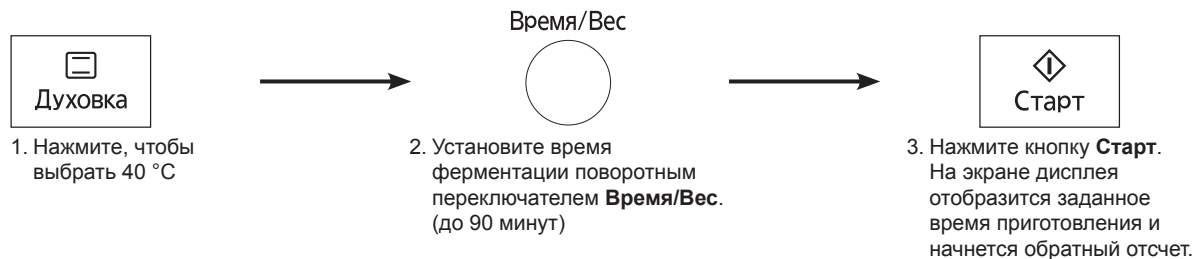 Время/Вес
Духовка
Старт
1. Нажмите, чтобы
выбрать 40 °C
2. Установите время
ферментации поворотным
переключателем Время/Вес.
(до 90 минут)
3. Нажмите кнопку Старт.
На экране дисплея
отобразится заданное
время приготовления и
начнется обратный отсчет.